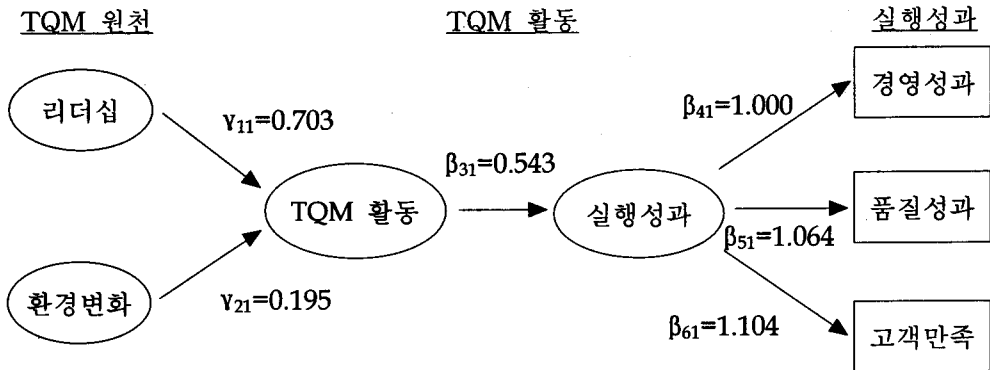 TQM 원천
TQM 활동
실행성과
리더십
γ11=0.703
환경변화
γ21=0.195
TQM 활동
β31=0.543
실행성과
β41=1.000
경영성과
β51=1.064
품질성과
β61=1.104
고객만족